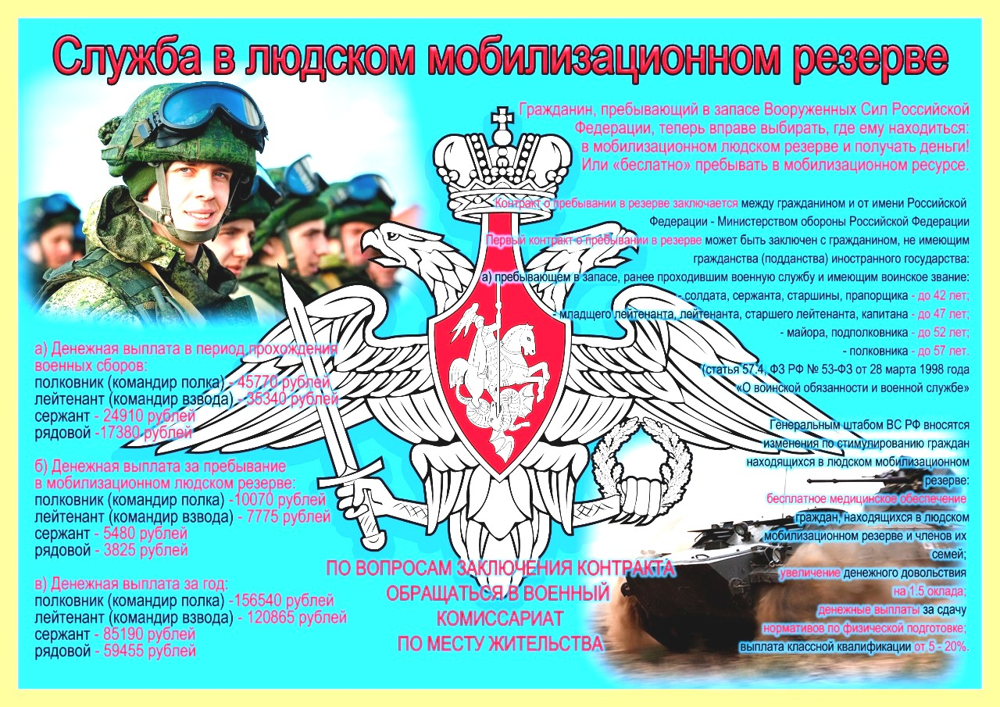 Служба в людском мобилизационном резерве
Гражданин, пребывающий в запасе Вооруженных Сил Российской
Федерации, теперь вправе выбирать, где ему находиться:
в мобилизационном людском резерве и получать деньги!
Или «беслатно» пребывать в мобилизационном ресурсе.
Контракт о пребывании в резерве заключается между гражданином и от имени Российской
Федерации - Министерством обороны Российской Федерации
Первый контракт о пребывании в резерве может быть заключен с гражданином, не имеющим
гражданства (подданства) иностранного государства:
а) пребывающем в запасе, ранее проходившим военную службу и имеющим воинское звание:
- солдата, сержанта, старшины, прапорщика - до 42 лет;
- младщего лейтенанта, лейтенанта, старшего лейтенанта, капитана - до 47 лет;
- майора, подполковника - до 52 лет;
- полковника - до 57 лет.
(статья 57.4, ФЗ РФ № 53-ФЗ от 28 марта 1998 года
«О воинской обязанности и военной службе»
а) Денежная выплата в период прохождения
военных сборов:
полковник (командир полка) - 45770 рублей
лейтенант (командир взвода) - 35340 рублей
сержант - 24910 рублей
рядовой -17380 рублей
б) Денежная выплата за пребывание
в мобилизационном людском резерве:
полковник (командир полка) -10070 рублей
лейтенант (командир взвода) - 7775 рублей
сержант - 5480 рублей
рядовой - 3825 рублей
в) Денежная выплата за год:
полковник (командир полка) -156540 рублей
лейтенант (командир взвода) - 120865 рублей
сержант - 85190 рублей
рядовой - 59455 рублей
ПО ВОПРОСАМ ЗАКЛЮЧЕНИЯ КОНТРАКТА
ОБРАЩАТЬСЯ В ВОЕННЫЙ
КОМИССАРИАТ
ПО МЕСТУ ЖИТЕЛЬСТВА
Генеральным штабом ВС РФ вносятся
изменения по стимулированию граждан
находящихся в людском мобилизационном
резерве:
бесплатное медицинское обеспечение
граждан, находящихся в людском
мобилизационном резерве и членов их
семей;
увеличение денежного довольствия
на 1.5 оклада;
денежные выплаты за сдачу
нормативов по физической подготовке;
выплата классной квалификации от 5 - 20%.